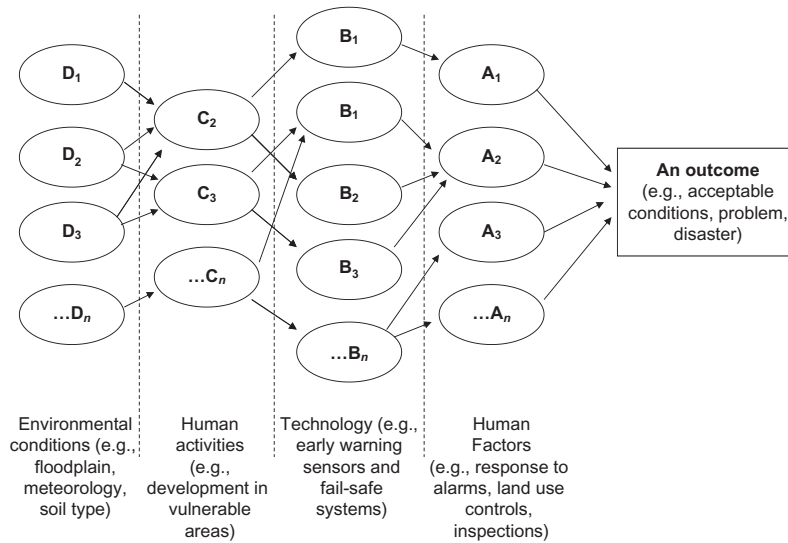 D1
D2
D3
…Dn
C2
C3
…Cn
B1
B1
B2
B3
…Bn
A1
A2
A3
…An
An outcome
(e.g., acceptable
conditions, problem,
disaster)
Environmental
conditions (e.g.,
floodplain,
meteorology,
soil type)
Human
activities
(e.g.,
development in
vulnerable
areas)
Technology (e.g.,
early warning
sensors and
fail-safe
systems)
Human
Factors
(e.g., response to
alarms, land use
controls,
inspections)